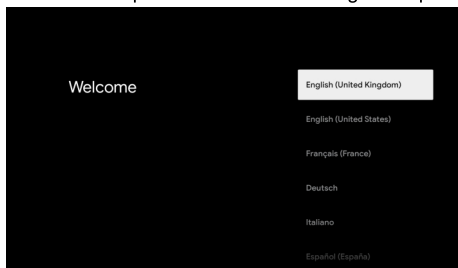 Welcome
English (United Kingdom)
English (United States)
Français (France)
Deutsch
Italiano
Español (España)